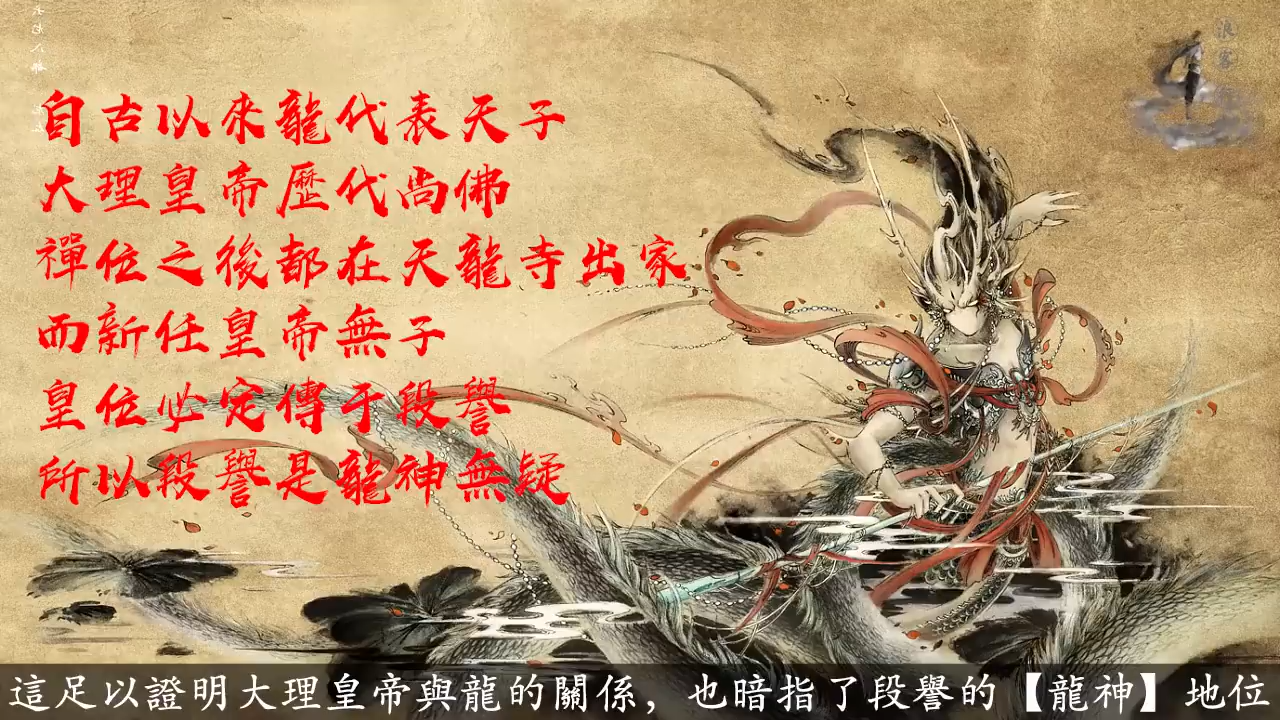 自古以來龍代表天子
大理皇帝歷代尚佛
禪位之後都在天龍寺出家
而新任皇帝無子
皇位必定傳于段譽
所以段譽是龍神無疑
這足以證明大理皇帝與龍的關係，也暗指了段譽的【龍神】地位